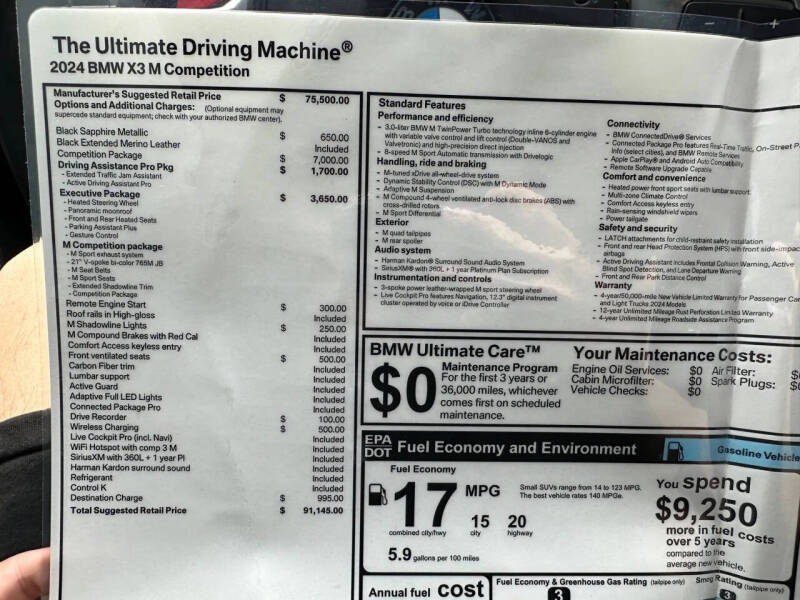 The Ultimate Driving Machine®
2024 BMW X3 M Competition
Manufacturer's Suggested Retail Price $ 75,500.00
Options and Additional Charges: (Optional equipment may
supercede standard equipment; check with your authorized BMW center).
Black Sapphire Metallic $ 650.00
Black Extended Merino Leather Included
Competition Package $ 7,000.00
Driving Assistance Pro Pkg $ 1,700.00
- Extended Traffic Jam Assistant
- Active Driving Assistant Pro
Executive Package $ 3,650.00
- Heated Steering Wheel
- Panoramic moonroof
- Front and Rear Heated Seats
- Parking Assistant Plus
- Gesture Control
M Competition package
- M Sport exhaust system
- 21" V-spoke bi-color 765M JB
- M Seat Belts
- M Sport Seats
- Extended Shadowline Trim
- Competition Package
Remote Engine Start $ 300.00
Roof rails in High-gloss Included
M Shadowline Lights $ 250.00
M Compound Brakes with Red Cal Included
Comfort Access keyless entry Included
Front ventilated seats $ 500.00
Carbon Fiber trim Included
Lumbar support Included
Active Guard Included
Adaptive Full LED Lights Included
Connected Package Pro Included
Drive Recorder $ 100.00
Wireless Charging $ 500.00
Live Cockpit Pro (incl. Navi) Included
WiFi Hotspot with comp 3 M Included
SiriusXM with 360L + 1 year Pl Included
Harman Kardon surround sound Included
Refrigerant Included
Control K Included
Destination Charge $ 995.00
Total Suggested Retail Price $ 91,145.00
Standard Features
Performance and efficiency
- 3.0-liter BMW M TwinPower Turbo technology inline 6-cylinder engine
with variable valve control and lift control (Double-VANOS and
Valvetronic) and high-precision direct injection
- 8-speed M Sport Automatic transmission with Drivelogic
Handling, ride and braking
- M-tuned xDrive all-wheel-drive system
- Dynamic Stability Control (DSC) with M Dynamic Mode
- Adaptive M Suspension
- M Compound 4-wheel ventilated anti-lock disc brakes (ABS) with
cross-drilled rotors
- M Sport Differential
Exterior
- M quad tailpipes
- M rear spoiler
Audio system
- Harman Kardon® Surround Sound Audio System
- SiriusXM® with 360L + 1 year Platinum Plan Subscription
Instrumentation and controls
- 3-spoke power leather-wrapped M sport steering wheel
- Live Cockpit Pro features Navigation, 12.3" digital instrument
cluster operated by voice or iDrive Controller
Connectivity
- BMW ConnectedDrive® Services
- Connected Package Pro features Real-Time Traffic, On-Street P
Info (select cities), and BMW Remote Services
- Apple CarPlay® and Android Auto Compatibility
- Remote Software Upgrade Capable
Comfort and convenience
- Heated power front sport seats with lumbar support
- Multi-zone Climate Control
- Comfort Access keyless entry
- Rain-sensing windshield wipers
- Power tailgate
Safety and security
- LATCH attachments for child-restraint safety installation
- Front and rear Head Protection System (HPS) with front side-impac
airbags
- Active Driving Assistant includes Frontal Collision Warning, Active
Blind Spot Detection, and Lane Departure Warning
- Front and Rear Park Distance Control
Warranty
- 4-year/50,000-mile New Vehicle Limited Warranty for Passenger Car
and Light Trucks 2024 Models
- 12-year Unlimited Mileage Rust Perforation Limited Warranty
- 4-year Unlimited Mileage Roadside Assistance Program
BMW Ultimate Care™
$0 Maintenance Program
For the first 3 years or
36,000 miles, whichever
comes first on scheduled
maintenance.
Your Maintenance Costs:
Engine Oil Services: $0 Air Filter: $
Cabin Microfilter: $0 Spark Plugs: $
Vehicle Checks: $0
EPA
DOT Fuel Economy and Environment
Gasoline Vehicle
Fuel Economy
17 MPG
combined city/hwy
15
city
20
highway
Small SUVs range from 14 to 123 MPG.
The best vehicle rates 140 MPGe.
5.9 gallons per 100 miles
You spend
$9,250
more in fuel costs
over 5 years
compared to the
average new vehicle.
Annual fuel cost
Fuel Economy & Greenhouse Gas Rating (tailpipe only)
3
Smog Rating (tailpipe only)
3